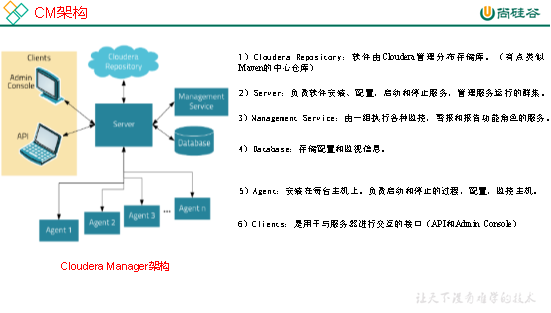 CM架构
尚硅谷
Clients
Cloudera
Repository
Admin
Console
API
Server
Management
Service
Database
Agent 1
Agent 2
Agent 3
...
Agent n
Cloudera Manager架构
1）Cloudera Repository：软件由Cloudera管理分布存储库。（有点类似
Maven的中心仓库）
2）Server：负责软件安装、配置，启动和停止服务，管理服务运行的群集。
3）Management Service：由一组执行各种监控，警报和报告功能角色的服务。
4）Database：存储配置和监视信息。
5）Agent：安装在每台主机上。负责启动和停止的过程，配置，监控主机。
6）Clients：是用于与服务器进行交互的接口（API和Admin Console）
让天下没有难学的技术